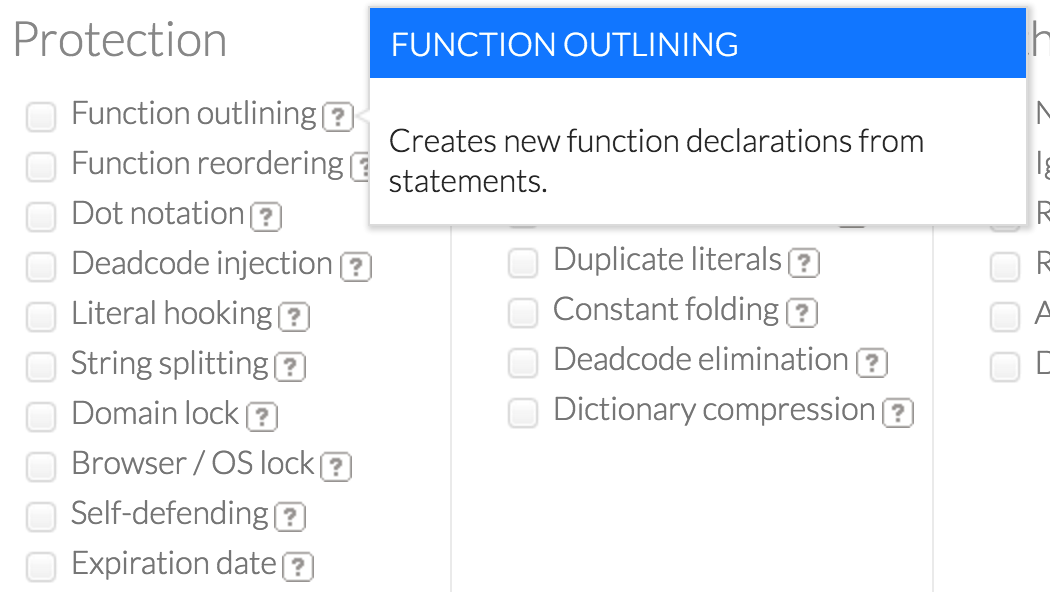 Protection
FUNCTION OUTLINING
Function outlining ?
Creates new function declarations from
statements.
Function reordering
Dot notation ?
Deadcode injection ?
Literal hooking ?
String splitting ?
Domain lock ?
Browser / OS lock ?
Self-defending ?
Expiration date ?
Duplicate literals ?
Constant folding ?
Deadcode elimination ?
Dictionary compression ?